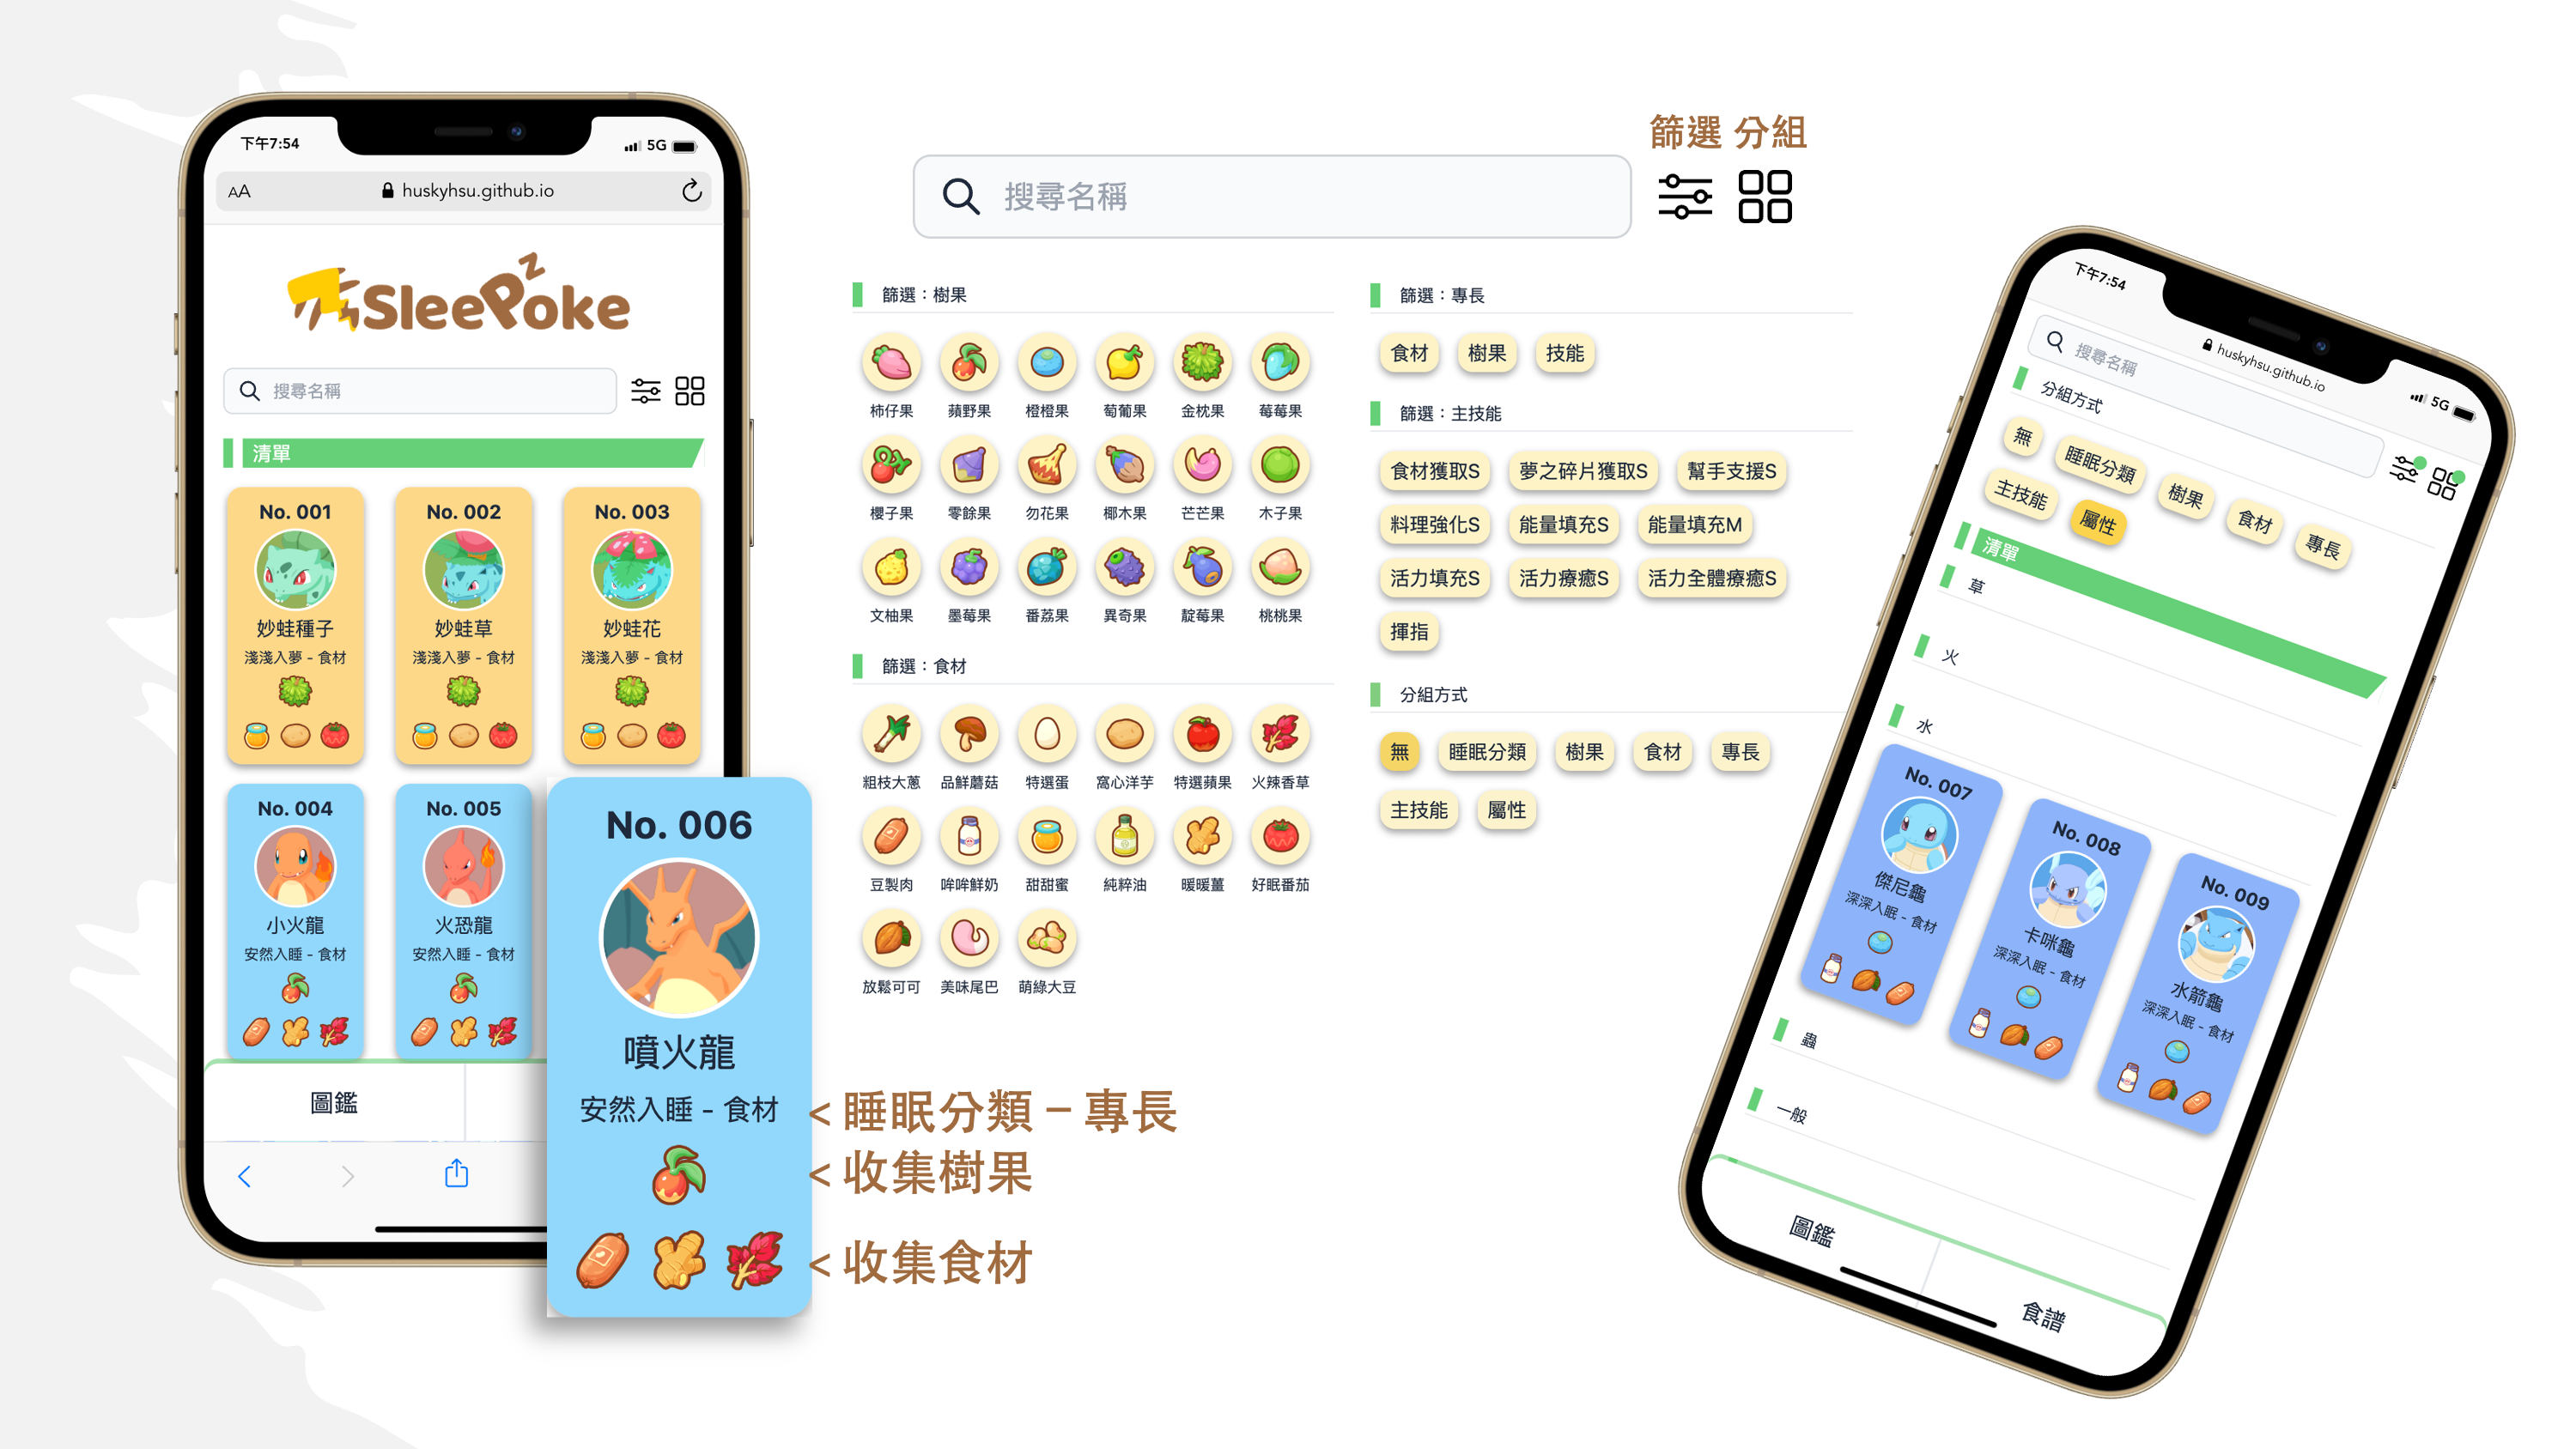 下午7:54
5G
AA
huskyhsu.github.io
SleePoke
z
搜尋名稱
清單
No. 001
No. 002
No. 003
妙蛙種子
妙蛙草
妙蛙花
淺淺入夢 - 食材
淺淺入夢 - 食材
淺淺入夢 - 食材
No. 004
No. 005
小火龍
火恐龍
安然入睡 - 食材
安然入睡 - 食材
圖鑑
No. 006
噴火龍
安然入睡 - 食材
< 睡眠分類 – 專長
< 收集樹果
< 收集食材
篩選 分組
搜尋名稱
篩選：樹果
柿仔果 蘋野果 橙橙果 萄葡果 金枕果 莓莓果
櫻子果 零餘果 勿花果 椰木果 芒芒果 木子果
文柚果 墨莓果 番荔果 異奇果 靛莓果 桃桃果
篩選：食材
粗枝大蔥 品鮮蘑菇 特選蛋 窩心洋芋 特選蘋果 火辣香草
豆製肉 哞哞鮮奶 甜甜蜜 純粹油 暖暖薑 好眠番茄
放鬆可可 美味尾巴 萌綠大豆
篩選：專長
食材 樹果 技能
篩選：主技能
食材獲取S 夢之碎片獲取S 幫手支援S
料理強化S 能量填充S 能量填充M
活力填充S 活力療癒S 活力全體療癒S
揮指
分組方式
無 睡眠分類 樹果 食材 專長
主技能 屬性
下午7:54
5G
huskyhsu.github.io
搜尋名稱
分組方式
無 睡眠分類 樹果 食材 專長
主技能 屬性
清單
草
火
水
No. 007
傑尼龜
深深入眠 - 食材
No. 008
卡咪龜
深深入眠 - 食材
No. 009
水箭龜
深深入眠 - 食材
蟲
一般
圖鑑
食譜